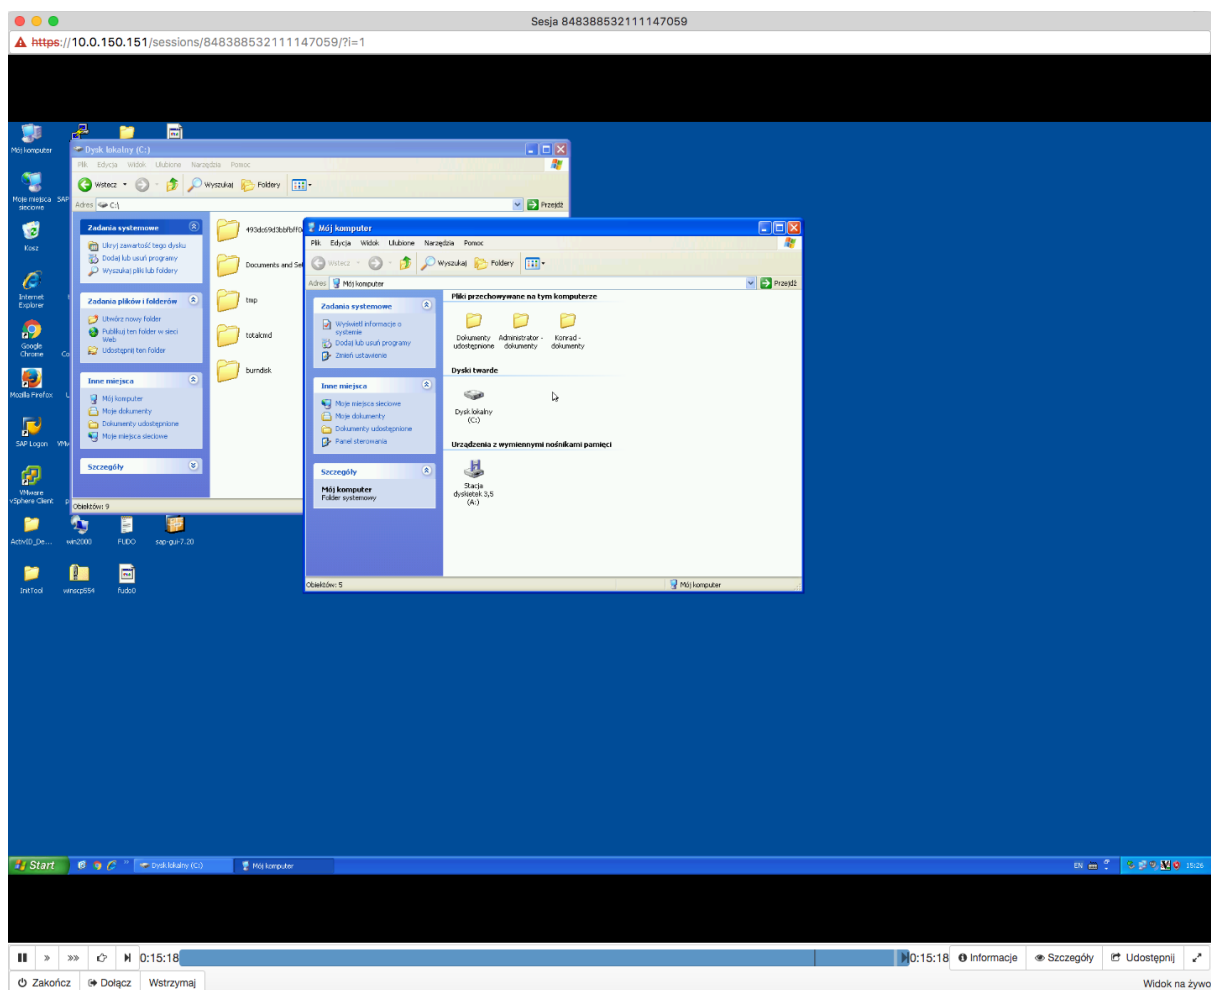 Sesja 848388532111147059
https://10.0.150.151/sessions/848388532111147059/?i=1
Mój komputer
Dysk lokalny (C:)
Plik Edycja Widok Ulubione Narzędzia Pomoc
Wstecz Wyszukaj Foldery
Adres C:\ Przejdź
Moje miejsca sieciowe
SAP
Kosz
Internet Explorer
Google Chrome
Mozilla Firefox
SAP Logon
VMware vSphere Client
ActivID_De...
win2000
FUDO
sap-gui-7.20
InitTool
winscp554
fudo0
Zadania systemowe
Ukryj zawartość tego dysku
Dodaj lub usuń programy
Wyszukaj pliki lub foldery
Zadania plików i folderów
Utwórz nowy folder
Publikuj ten folder w sieci Web
Udostępnij ten folder
Inne miejsca
Mój komputer
Moje dokumenty
Dokumenty udostępnione
Moje miejsca sieciowe
Szczegóły
Documents and Set
tmp
totalcmd
burndisk
Obiektów: 9
Mój komputer
Plik Edycja Widok Ulubione Narzędzia Pomoc
Wstecz Wyszukaj Foldery
Adres Mój komputer Przejdź
Zadania systemowe
Wyświetl informacje o systemie
Dodaj lub usuń programy
Zmień ustawienie
Inne miejsca
Moje miejsca sieciowe
Moje dokumenty
Dokumenty udostępnione
Panel sterowania
Szczegóły
Mój komputer
Folder systemowy
Pliki przechowywane na tym komputerze
Dokumenty udostępnione
Administrator - dokumenty
Konrad - dokumenty
Dyski twarde
Dysk lokalny (C:)
Urządzenia z wymiennymi nośnikami pamięci
Stacja dyskietek 3,5 (A:)
Obiektów: 5 Mój komputer
Start Dysk lokalny (C:) Mój komputer EN 15:26
0:15:18 0:15:18 Informacje Szczegóły Udostępnij
Zakończ Dołącz Wstrzymaj Widok na żywo